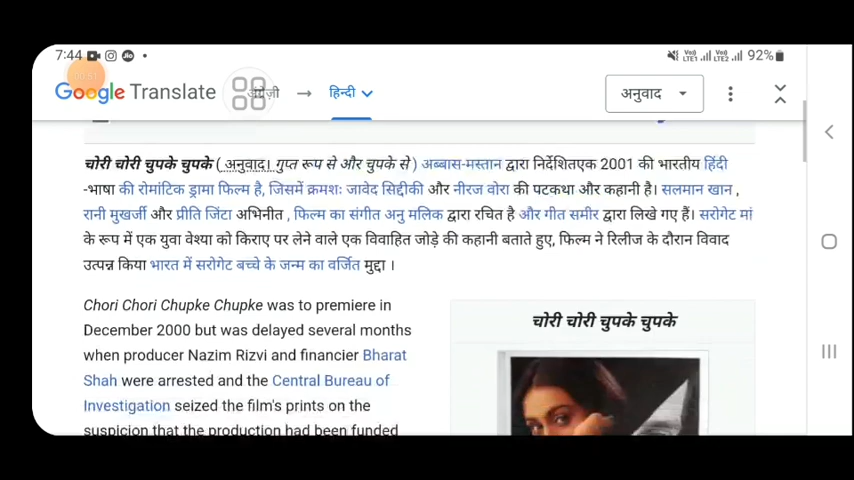 7:44 92%
00:51
Google Translate अंग्रेज़ी → हिन्दी अनुवाद
चोरी चोरी चुपके चुपके ( अनुवाद। गुप्त रूप से और चुपके से ) अब्बास-मस्तान द्वारा निर्देशितएक 2001 की भारतीय हिंदी
-भाषा की रोमांटिक ड्रामा फिल्म है, जिसमें क्रमशः जावेद सिद्दीकी और नीरज वोरा की पटकथा और कहानी है। सलमान खान ,
रानी मुखर्जी और प्रीति जिंटा अभिनीत , फिल्म का संगीत अनु मलिक द्वारा रचित है और गीत समीर द्वारा लिखे गए हैं। सरोगेट मां
के रूप में एक युवा वेश्या को किराए पर लेने वाले एक विवाहित जोड़े की कहानी बताते हुए, फिल्म ने रिलीज के दौरान विवाद
उत्पन्न किया भारत में सरोगेट बच्चे के जन्म का वर्जित मुद्दा ।
Chori Chori Chupke Chupke was to premiere in
December 2000 but was delayed several months
when producer Nazim Rizvi and financier Bharat
Shah were arrested and the Central Bureau of
Investigation seized the film's prints on the
suspicion that the production had been funded
चोरी चोरी चुपके चुपके